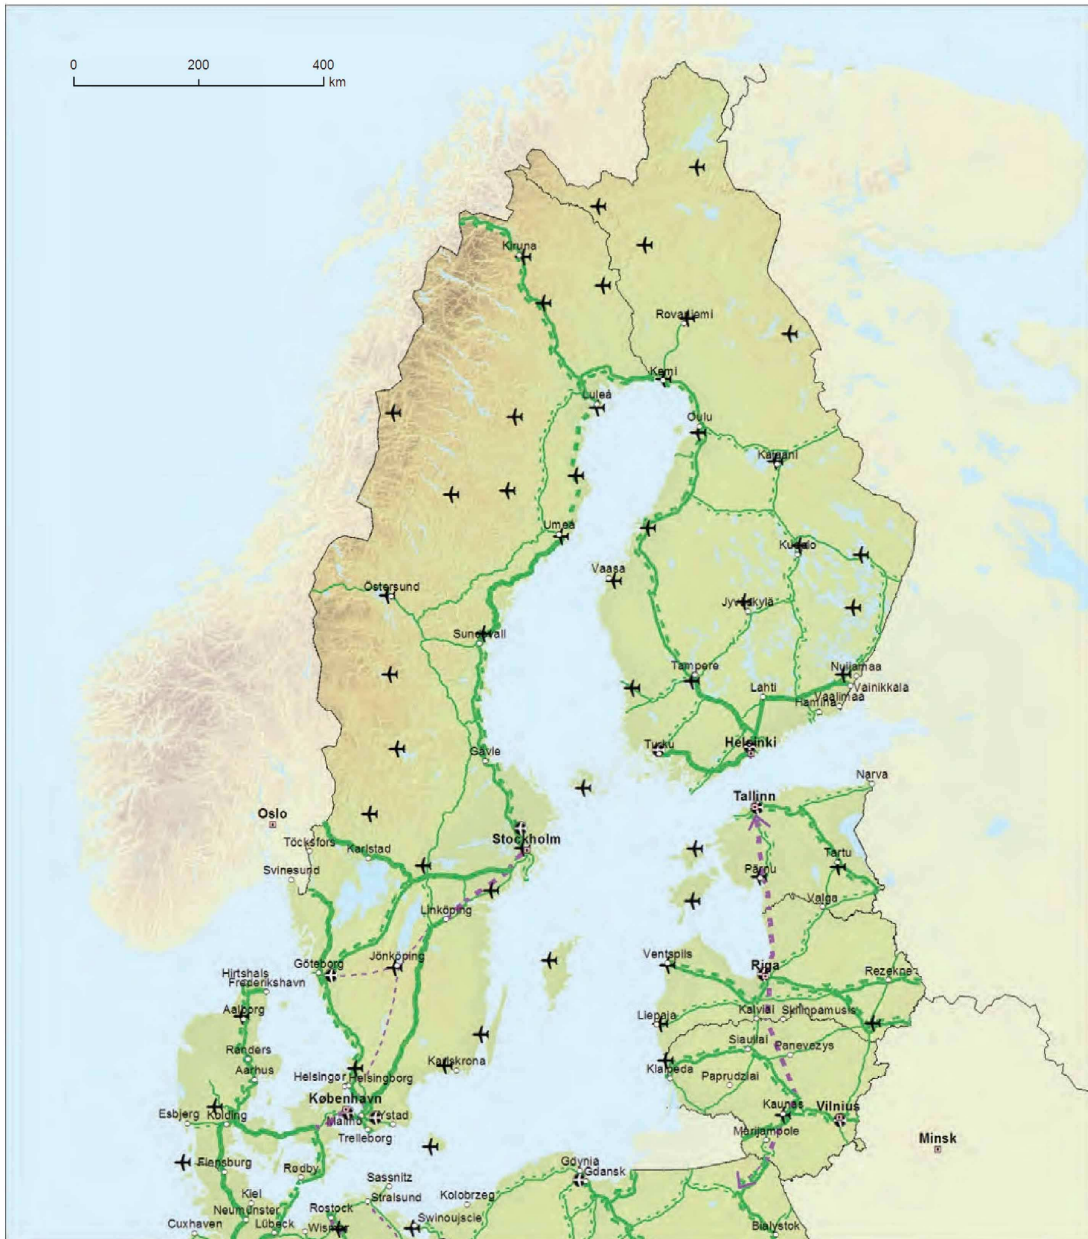 0 200 400
km
Kiruna
Rovaniemi
Kemi
Luleå
Oulu
Kajaani
Umeå
Kuopio
Vaasa
Östersund
Jyväskylä
Sundsvall
Tampere
Nuijamaa
Lahti
Vainikkala
Vaalimaa
Hamina
Turku
Helsinki
Gävle
Narva
Tallinn
Oslo
Stockholm
Töcksfors
Karlstad
Tartu
Svinesund
Pärnu
Valga
Linköping
Ventspils
Jönköping
Göteborg
Riga
Rezekne
Hirtshals
Frederikshavn
Aalborg
Liepaja
Kalviai
Skilinpamusis
Siauliai
Randers
Panevezys
Karlskrona
Aarhus
Klaipeda
Helsingør
Helsingborg
Paprudziai
København
Kaunas
Vilnius
Esbjerg
Kolding
Malmö
Ystad
Trelleborg
Marijampole
Minsk
Flensburg
Gdynia
Gdansk
Rødby
Sassnitz
Kiel
Stralsund
Kolobrzeg
Neumünster
Rostock
Swinoujscie
Cuxhaven
Lübeck
Wismar
Bialystok